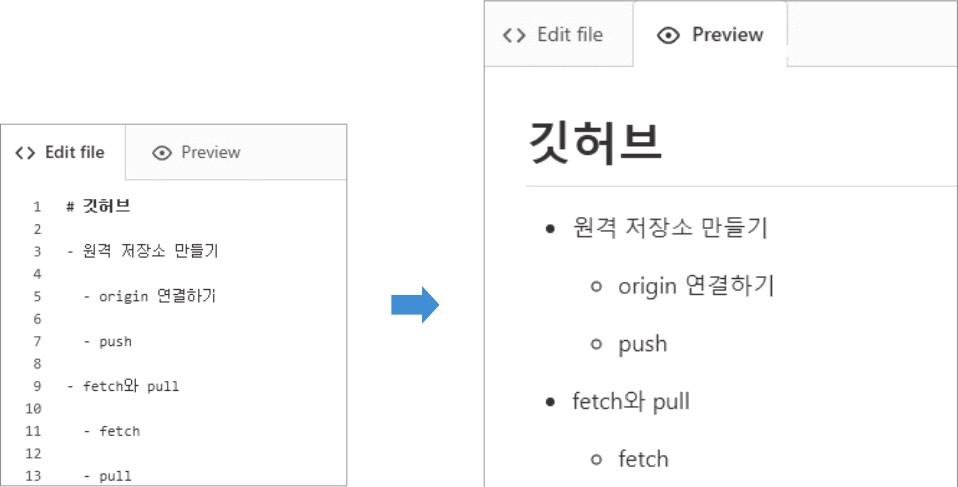 <> Edit file Preview
1 # 깃허브
2
3 - 원격 저장소 만들기
4
5 - origin 연결하기
6
7 - push
8
9 - fetch와 pull
10
11 - fetch
12
13 - pull
<> Edit file Preview
깃허브
• 원격 저장소 만들기
○ origin 연결하기
○ push
• fetch와 pull
○ fetch